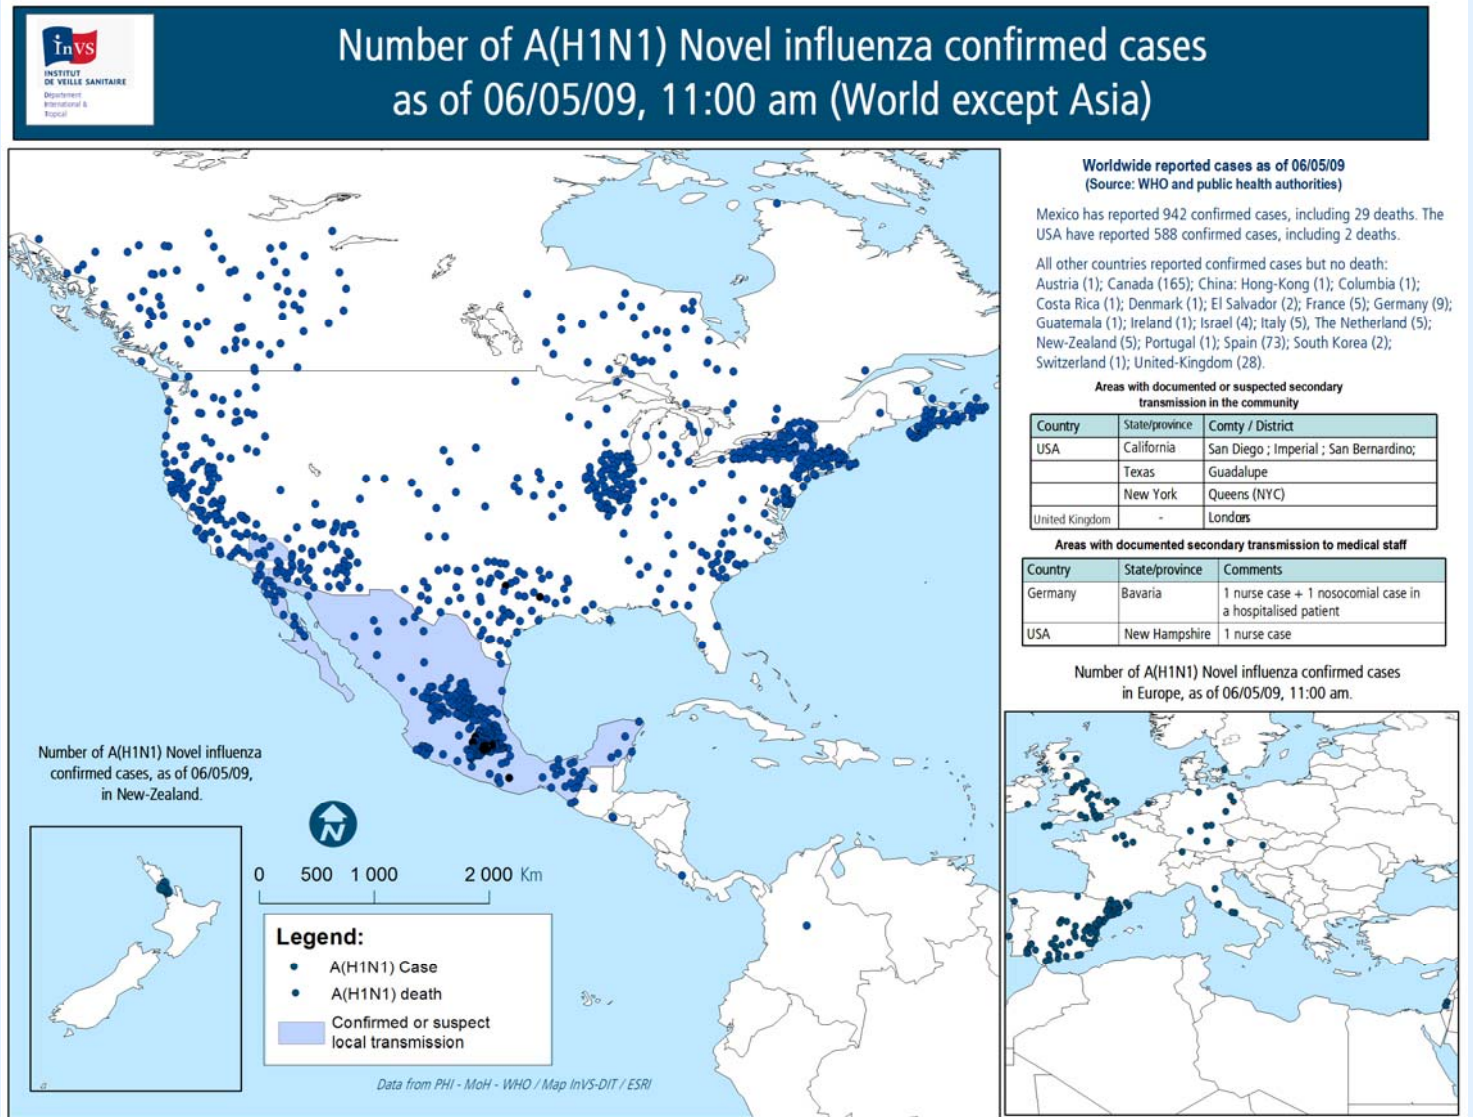 InVS
INSTITUT
DE VEILLE SANITAIRE
Département
International &
Tropical
Number of A(H1N1) Novel influenza confirmed cases
as of 06/05/09, 11:00 am (World except Asia)
Worldwide reported cases as of 06/05/09
(Source: WHO and public health authorities)
Mexico has reported 942 confirmed cases, including 29 deaths. The
USA have reported 588 confirmed cases, including 2 deaths.
All other countries reported confirmed cases but no death:
Austria (1); Canada (165); China: Hong-Kong (1); Columbia (1);
Costa Rica (1); Denmark (1); El Salvador (2); France (5); Germany (9);
Guatemala (1); Ireland (1); Israel (4); Italy (5), The Netherland (5);
New-Zealand (5); Portugal (1); Spain (73); South Korea (2);
Switzerland (1); United-Kingdom (28).
Areas with documented or suspected secondary
transmission in the community
Country State/province Comty / District
USA California San Diego ; Imperial ; San Bernardino;
Texas Guadalupe
New York Queens (NYC)
United Kingdom -
Areas with documented secondary transmission to medical staff
Country State/province Comments
Germany Bavaria 1 nurse case + 1 nosocomial case in
a hospitalised patient
USA New Hampshire 1 nurse case
Number of A(H1N1) Novel influenza confirmed cases
in Europe, as of 06/05/09, 11:00 am.
Number of A(H1N1) Novel influenza
confirmed cases, as of 06/05/09,
in New-Zealand.
N
0 500 1 000 2 000 Km
Legend:
A(H1N1) Case
A(H1N1) death
Confirmed or suspect
local transmission
Data from PHI - MoH - WHO / Map InVS-DIT / ESRI